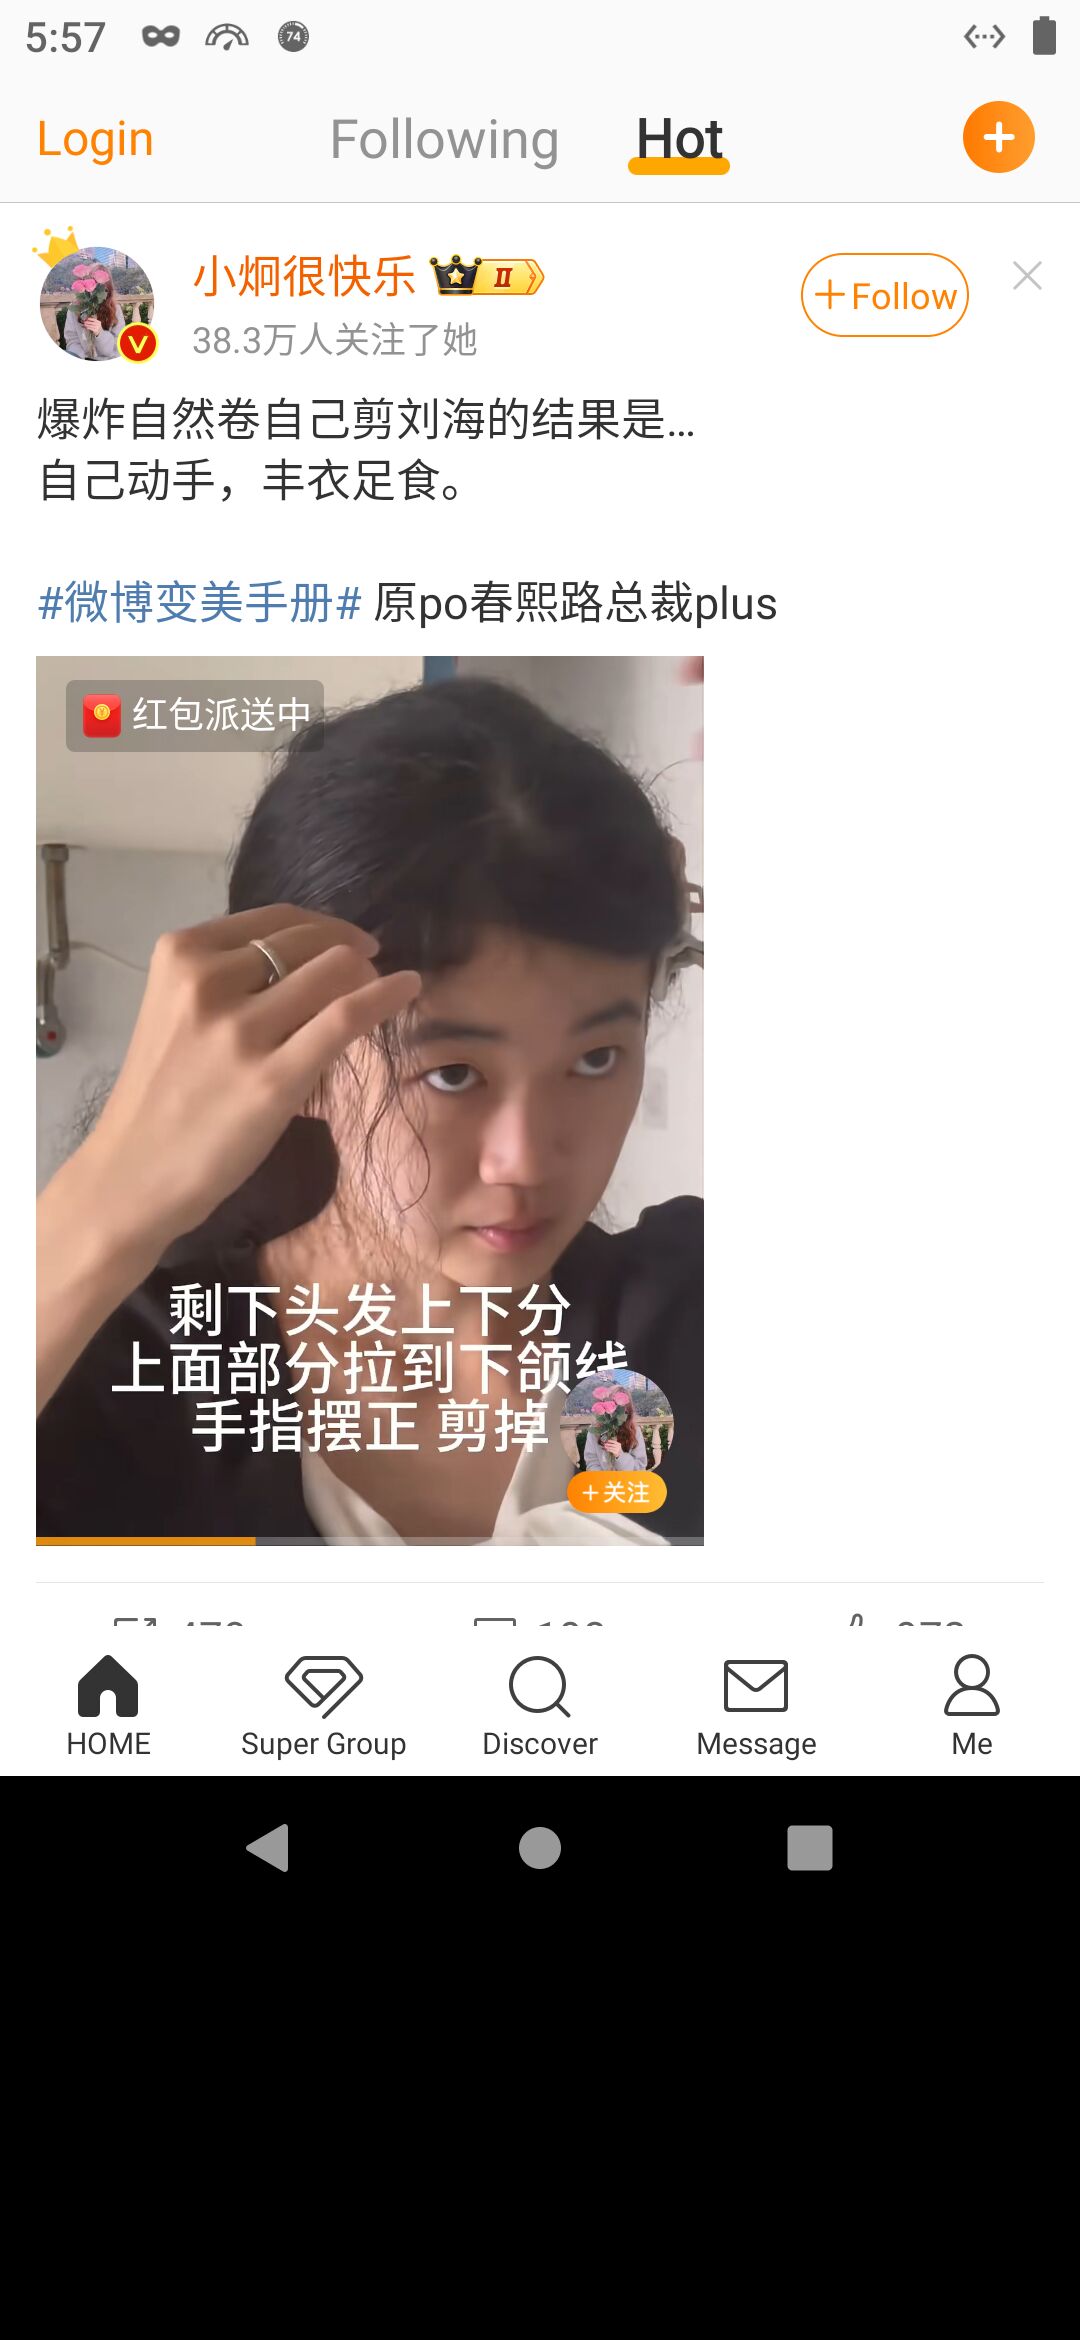 5:57
74
Login
Following
Hot
小炯很快乐
II
+Follow
38.3万人关注了她
爆炸自然卷自己剪刘海的结果是...
自己动手，丰衣足食。
#微博变美手册# 原po春熙路总裁plus
红包派送中
剩下头发上下分
上面部分拉到下颌线
手指摆正 剪掉
+关注
HOME
Super Group
Discover
Message
Me